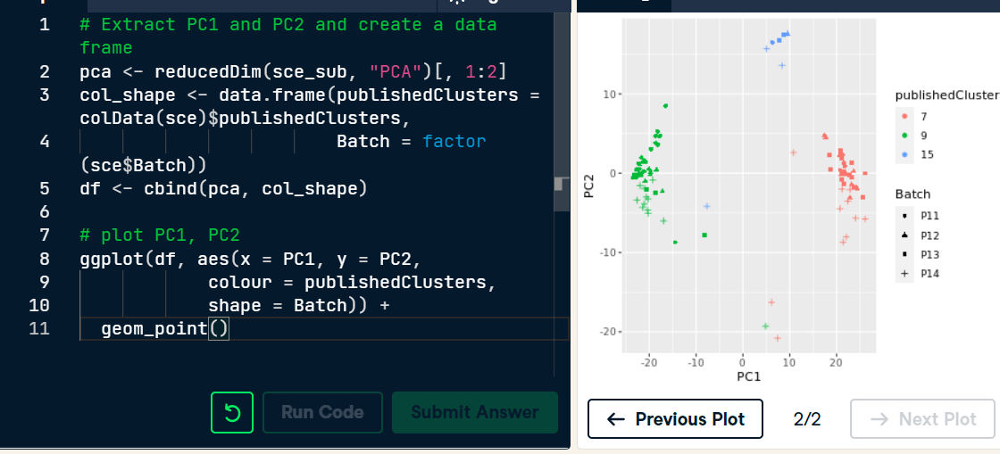 1 # Extract PC1 and PC2 and create a data
frame
2 pca <- reducedDim(sce_sub, "PCA")[, 1:2]
3 col_shape <- data.frame(publishedClusters =
colData(sce)$publishedClusters,
4 Batch = factor
(sce$Batch))
5 df <- cbind(pca, col_shape)
6
7 # plot PC1, PC2
8 ggplot(df, aes(x = PC1, y = PC2,
9 colour = publishedClusters,
10 shape = Batch)) +
11 geom_point()
Run Code
Submit Answer
PC2
10
0
-10
-20
-20 -10 0 10 20
PC1
publishedCluster
7
9
15
Batch
P11
P12
P13
P14
← Previous Plot
2/2
→ Next Plot